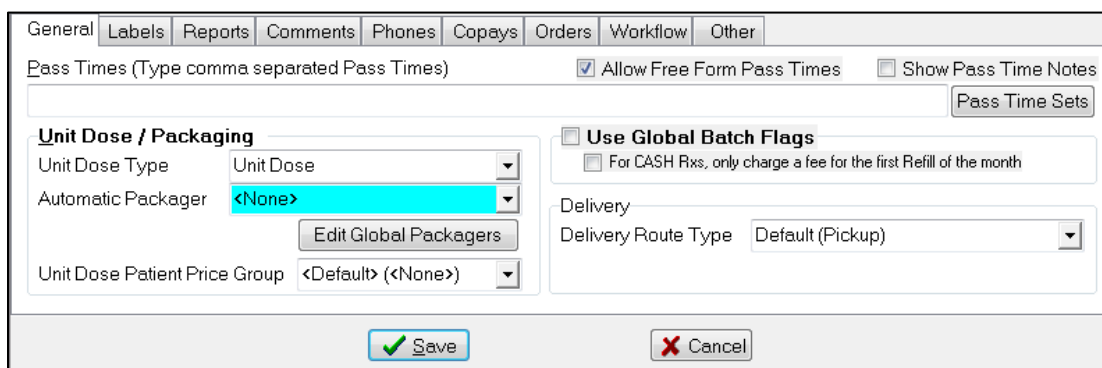 General Labels Reports Comments Phones Copays Orders Workflow Other
Pass Times (Type comma separated Pass Times) Allow Free Form Pass Times Show Pass Time Notes
Pass Time Sets
Unit Dose / Packaging Use Global Batch Flags
Unit Dose Type Unit Dose For CASH Rxs, only charge a fee for the first Refill of the month
Automatic Packager <None>
Delivery
Edit Global Packagers Delivery Route Type Default (Pickup)
Unit Dose Patient Price Group <Default> (<None>)
Save Cancel